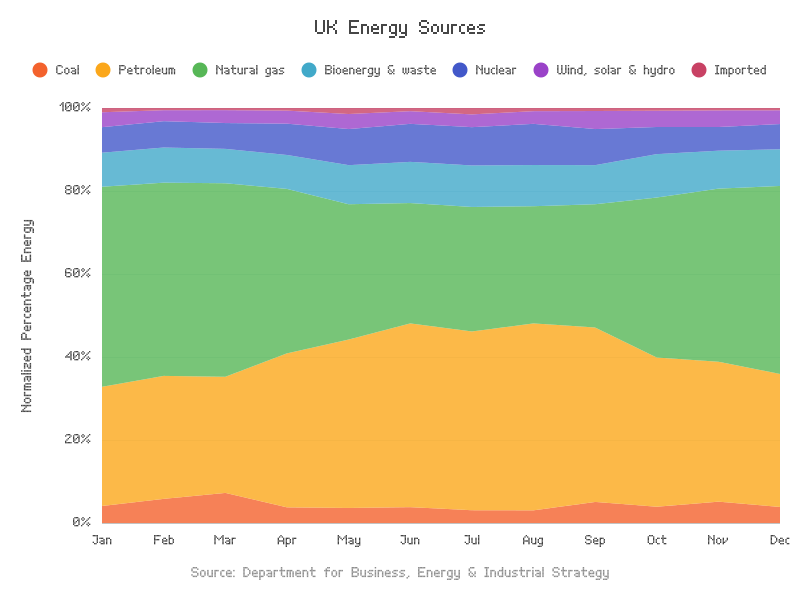 UK Energy Sources
Coal Petroleum Natural gas Bioenergy & waste Nuclear Wind, solar & hydro Imported
Normalized Percentage Energy
100%
80%
60%
40%
20%
0%
Jan Feb Mar Apr May Jun Jul Aug Sep Oct Nov Dec
Source: Department for Business, Energy & Industrial Strategy